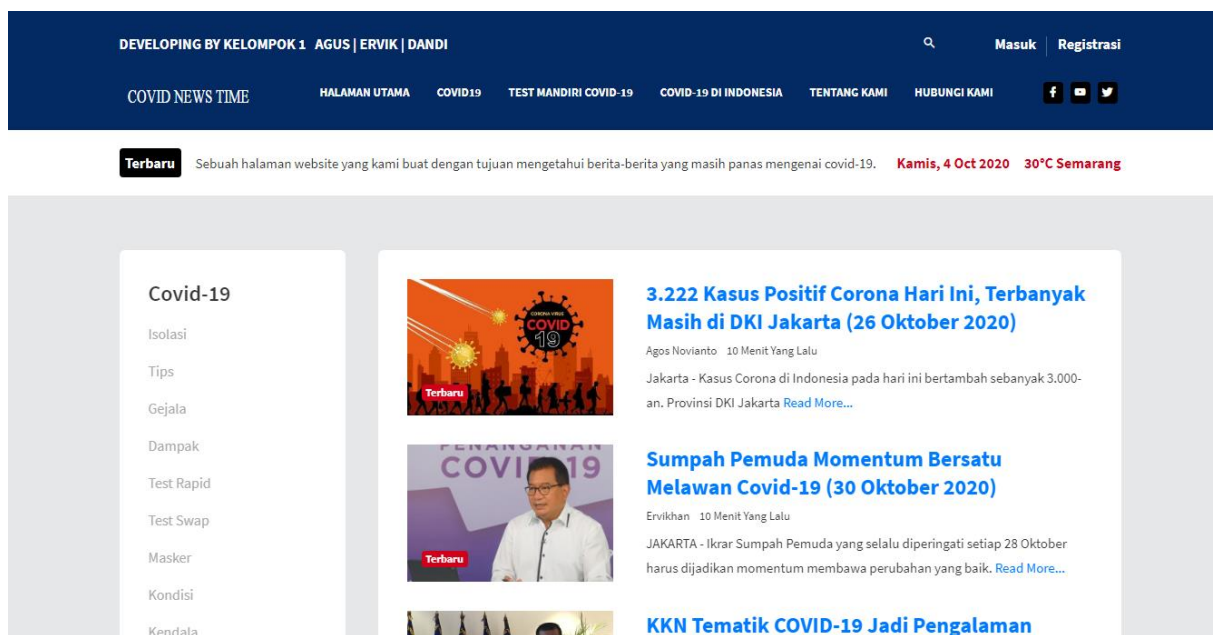 DEVELOPING BY KELOMPOK 1 AGUS | ERVIK | DANDI
Masuk Registrasi
COVID NEWS TIME
HALAMAN UTAMA COVID19 TEST MANDIRI COVID-19 COVID-19 DI INDONESIA TENTANG KAMI HUBUNGI KAMI
Terbaru Sebuah halaman website yang kami buat dengan tujuan mengetahui berita-berita yang masih panas mengenai covid-19. Kamis, 4 Oct 2020 30°C Semarang
Covid-19
Isolasi
Tips
Gejala
Dampak
Test Rapid
Test Swap
Masker
Kondisi
Kendala
CORONA VIRUS
COVID
19
Terbaru
3.222 Kasus Positif Corona Hari Ini, Terbanyak
Masih di DKI Jakarta (26 Oktober 2020)
Agos Novianto 10 Menit Yang Lalu
Jakarta - Kasus Corona di Indonesia pada hari ini bertambah sebanyak 3.000-
an. Provinsi DKI Jakarta Read More...
PENANGANAN
COVID-19
Terbaru
Sumpah Pemuda Momentum Bersatu
Melawan Covid-19 (30 Oktober 2020)
Ervikhan 10 Menit Yang Lalu
JAKARTA - Ikrar Sumpah Pemuda yang selalu diperingati setiap 28 Oktober
harus dijadikan momentum membawa perubahan yang baik. Read More...
KKN Tematik COVID-19 Jadi Pengalaman